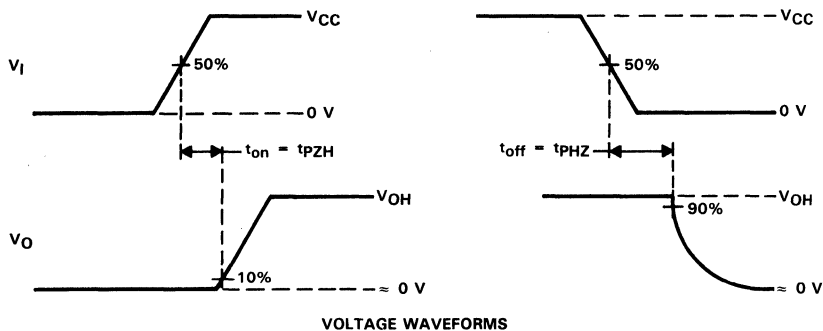 VCC
VCC
VI
50%
50%
0 V
0 V
ton = tPZH
toff = tPHZ
VOH
VOH
90%
VO
10%
≈ 0 V
≈ 0 V
VOLTAGE WAVEFORMS